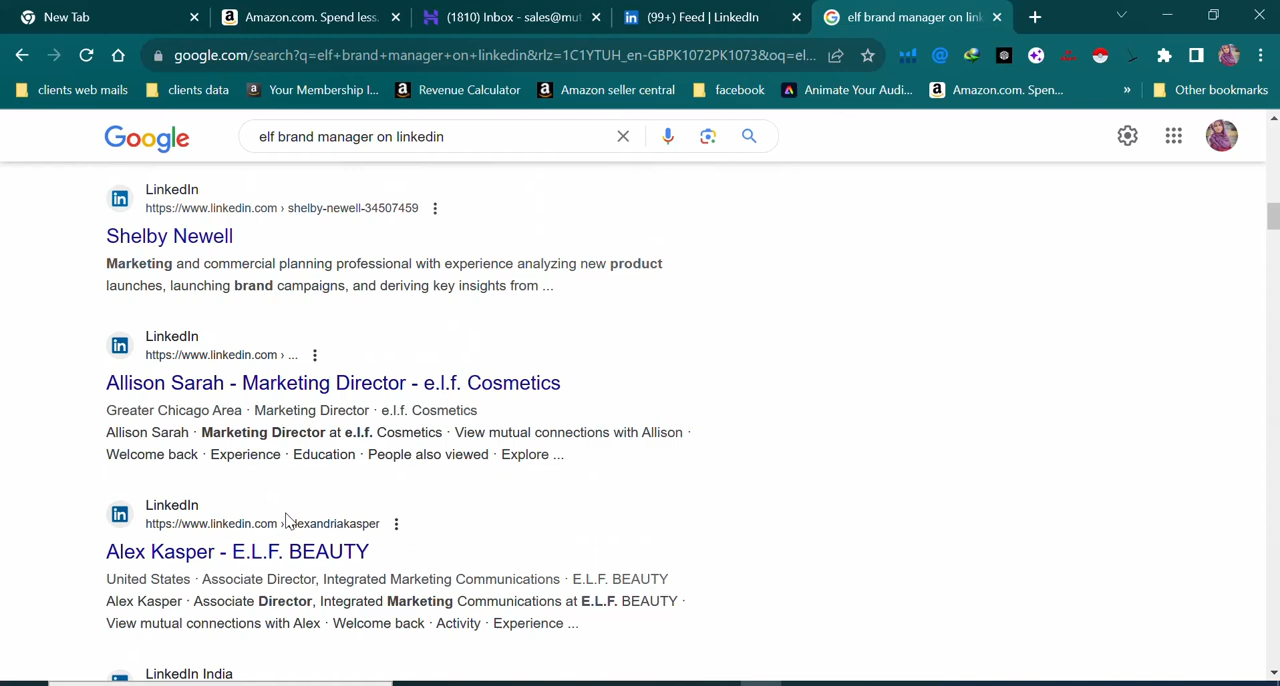 New Tab
Amazon.com. Spend less.
(1810) Inbox - sales@mut
(99+) Feed | LinkedIn
elf brand manager on link
google.com/search?q=elf+brand+manager+on+linkedin&rlz=1C1YTUH_en-GBPK1072PK1073&oq=el...
clients web mails
clients data
Your Membership I...
Revenue Calculator
Amazon seller central
facebook
Animate Your Audi...
Amazon.com. Spen...
»
Other bookmarks
Google
elf brand manager on linkedin
LinkedIn
https://www.linkedin.com › shelby-newell-34507459
Shelby Newell
Marketing and commercial planning professional with experience analyzing new product
launches, launching brand campaigns, and deriving key insights from ...
LinkedIn
https://www.linkedin.com › ...
Allison Sarah - Marketing Director - e.l.f. Cosmetics
Greater Chicago Area · Marketing Director · e.l.f. Cosmetics
Allison Sarah · Marketing Director at e.l.f. Cosmetics · View mutual connections with Allison ·
Welcome back · Experience · Education · People also viewed · Explore ...
LinkedIn
https://www.linkedin.com › alexandriakasper
Alex Kasper - E.L.F. BEAUTY
United States · Associate Director, Integrated Marketing Communications · E.L.F. BEAUTY
Alex Kasper · Associate Director, Integrated Marketing Communications at E.L.F. BEAUTY ·
View mutual connections with Alex · Welcome back · Activity · Experience ...
LinkedIn India